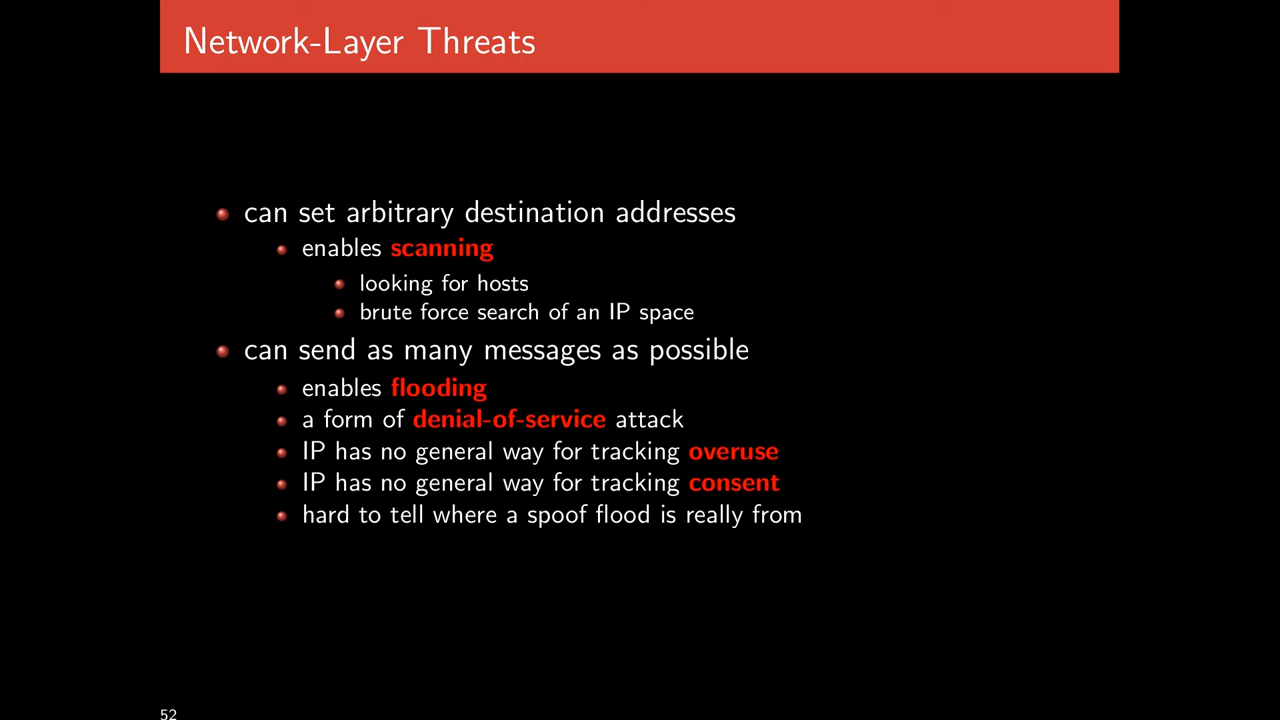 Network-Layer Threats
can set arbitrary destination addresses
enables scanning
looking for hosts
brute force search of an IP space
can send as many messages as possible
enables flooding
a form of denial-of-service attack
IP has no general way for tracking overuse
IP has no general way for tracking consent
hard to tell where a spoof flood is really from
52